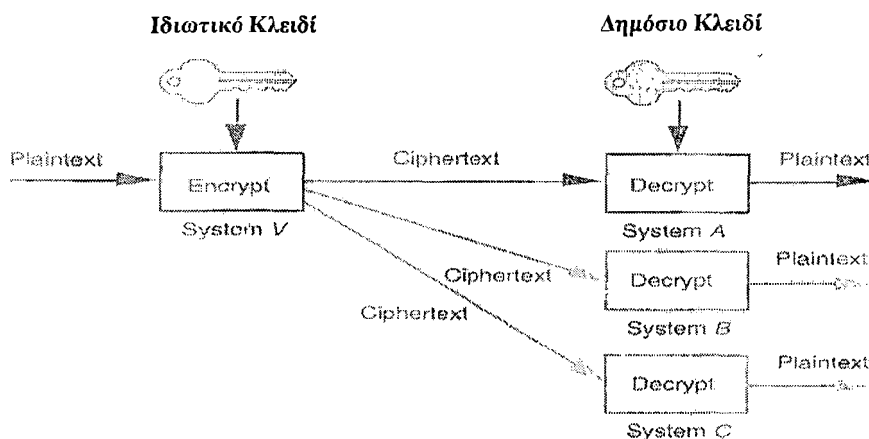 Ιδιωτικό Κλειδί
Δημόσιο Κλειδί
Plaintext
Encrypt
System V
Ciphertext
Decrypt
System A
Plaintext
Ciphertext
Decrypt
System B
Plaintext
Ciphertext
Decrypt
System C
Plaintext